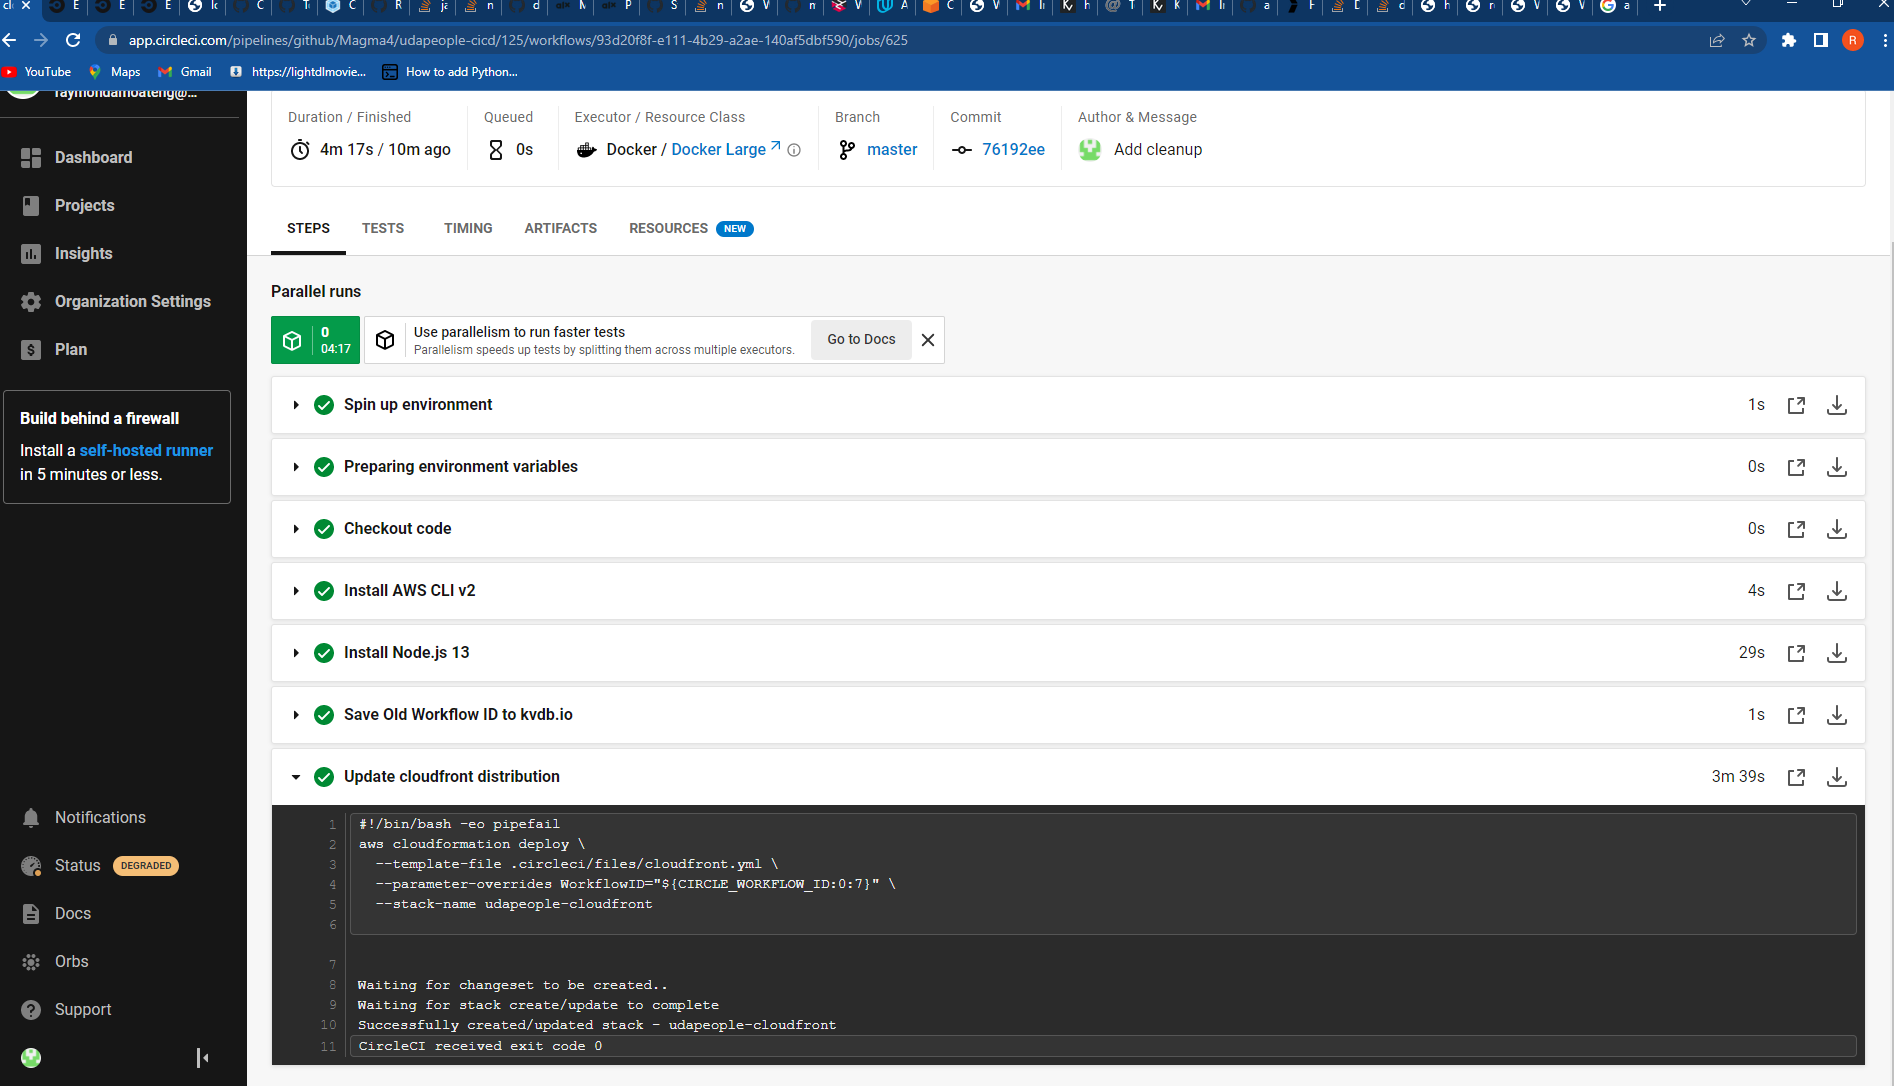 app.circleci.com/pipelines/github/Magma4/udapeople-cicd/125/workflows/93d20f8f-e111-4b29-a2ae-140af5dbf590/jobs/625
R
YouTube
Maps
Gmail
https://lightdlmovie...
How to add Python...
raymondamoateng@...
Dashboard
Projects
Insights
Organization Settings
Plan
Build behind a firewall
Install a self-hosted runner
in 5 minutes or less.
Notifications
Status DEGRADED
Docs
Orbs
Support
Duration / Finished
4m 17s / 10m ago
Queued
0s
Executor / Resource Class
Docker / Docker Large
Branch
master
Commit
76192ee
Author & Message
Add cleanup
STEPS TESTS TIMING ARTIFACTS RESOURCES NEW
Parallel runs
0
04:17
Use parallelism to run faster tests
Parallelism speeds up tests by splitting them across multiple executors.
Go to Docs
Spin up environment 1s
Preparing environment variables 0s
Checkout code 0s
Install AWS CLI v2 4s
Install Node.js 13 29s
Save Old Workflow ID to kvdb.io 1s
Update cloudfront distribution 3m 39s
1 #!/bin/bash -eo pipefail
2 aws cloudformation deploy \
3 --template-file .circleci/files/cloudfront.yml \
4 --parameter-overrides WorkflowID="${CIRCLE_WORKFLOW_ID:0:7}" \
5 --stack-name udapeople-cloudfront
6
7
8 Waiting for changeset to be created..
9 Waiting for stack create/update to complete
10 Successfully created/updated stack - udapeople-cloudfront
11 CircleCI received exit code 0